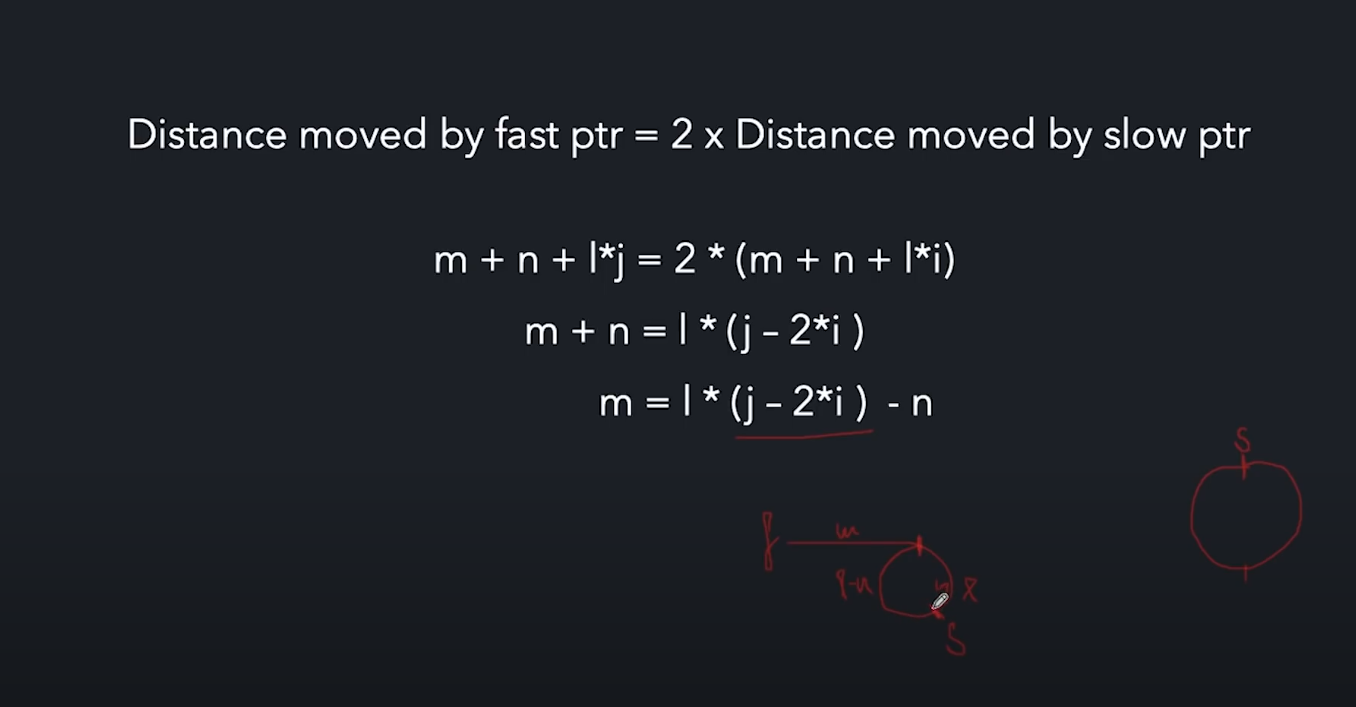 Distance moved by fast ptr = 2 x Distance moved by slow ptr
m + n + l*j = 2 * (m + n + l*i)
m + n = l * (j – 2*i )
m = l * (j – 2*i ) - n
S
f m
l-n n l
S